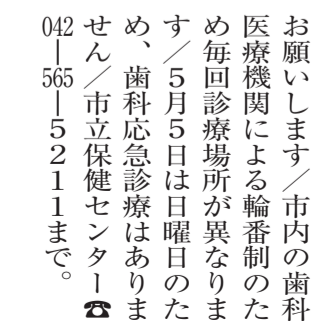 お願いします／市内の歯科
医療機関による輪番制のた
め毎回診療場所が異なりま
す／５月５日は日曜日のた
め、歯科応急診療はありま
せん／市立保健センター☎
042―565―５２１１まで。